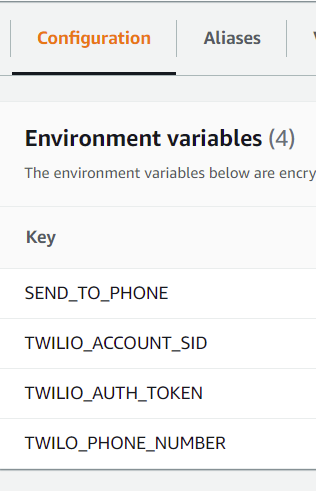 Configuration Aliases
Environment variables (4)
The environment variables below are encry
Key
SEND_TO_PHONE
TWILIO_ACCOUNT_SID
TWILIO_AUTH_TOKEN
TWILO_PHONE_NUMBER